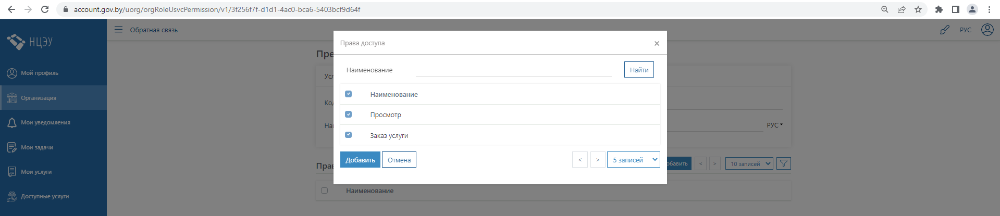 account.gov.by/uorg/orgRoleUsvcPermission/v1/3f256f7f-d1d1-4ac0-bca6-5403bcf9d64f
НЦЭУ
Обратная связь
РУС
Мой профиль
Организация
Мои уведомления
Мои задачи
Мои услуги
Доступные услуги
Пре
Усл
Код
На
РУС
Пра
обавить
<
>
10 записей
Наименование
Права доступа
×
Наименование
Найти
Наименование
Просмотр
Заказ услуги
Добавить
Отмена
<
>
5 записей